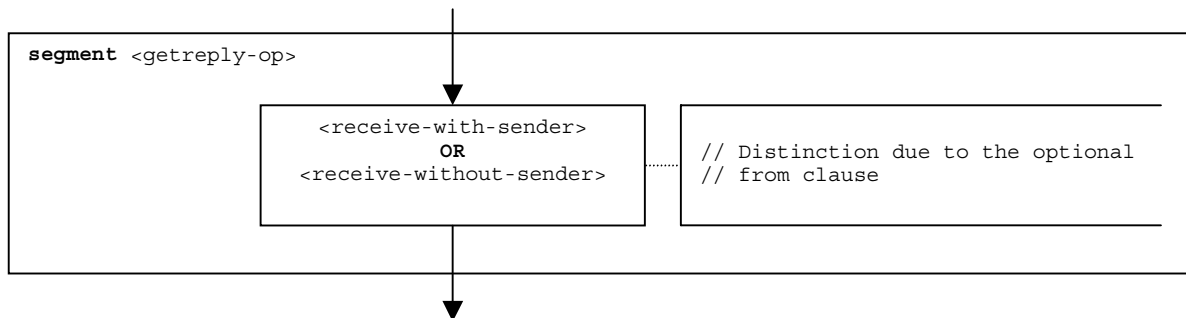 segment <getreply-op>
<receive-with-sender>
OR
<receive-without-sender>
// Distinction due to the optional
// from clause